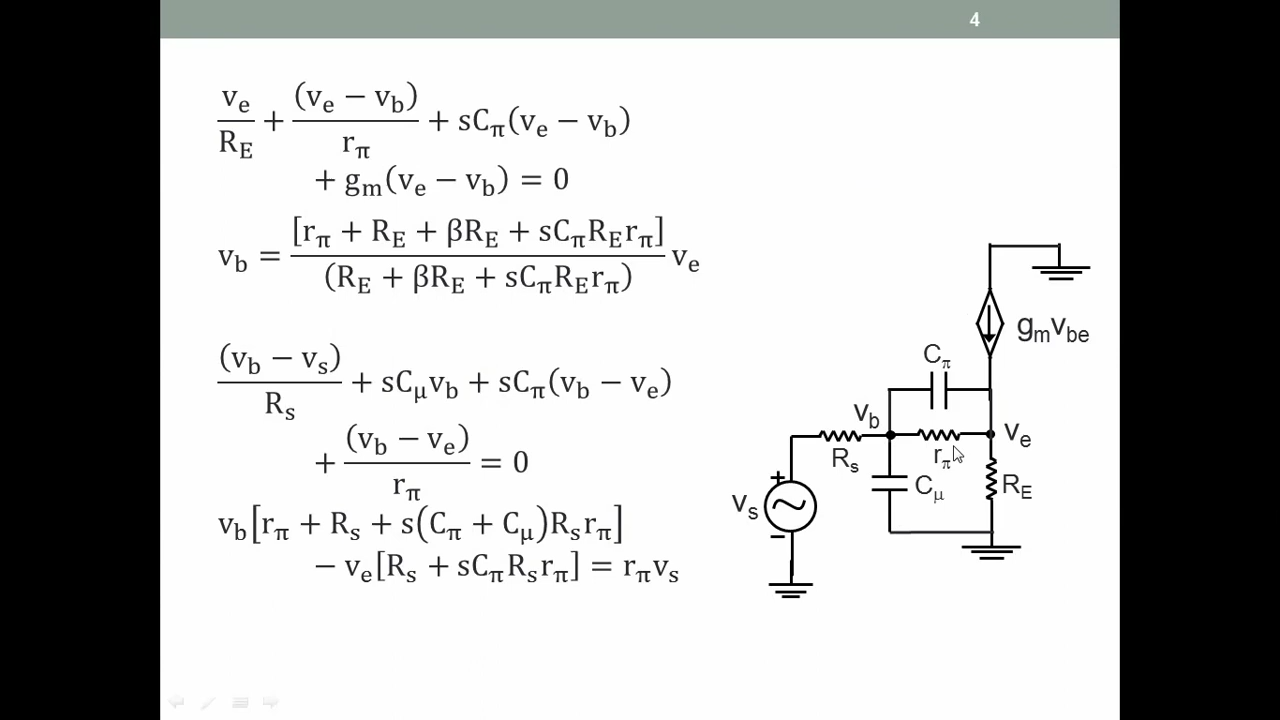 4
v_e/R_E + (v_e − v_b)/r_π + sC_π(v_e − v_b)
+ g_m(v_e − v_b) = 0
v_b = [r_π + R_E + βR_E + sC_πR_Er_π]/(R_E + βR_E + sC_πR_Er_π) v_e
(v_b − v_s)/R_s + sC_μv_b + sC_π(v_b − v_e)
+ (v_b − v_e)/r_π = 0
v_b[r_π + R_s + s(C_π + C_μ)R_sr_π]
− v_e[R_s + sC_πR_sr_π] = r_πv_s
g_mv_be
C_π
v_b
v_e
R_s
r_π
C_μ
R_E
v_s
+
−